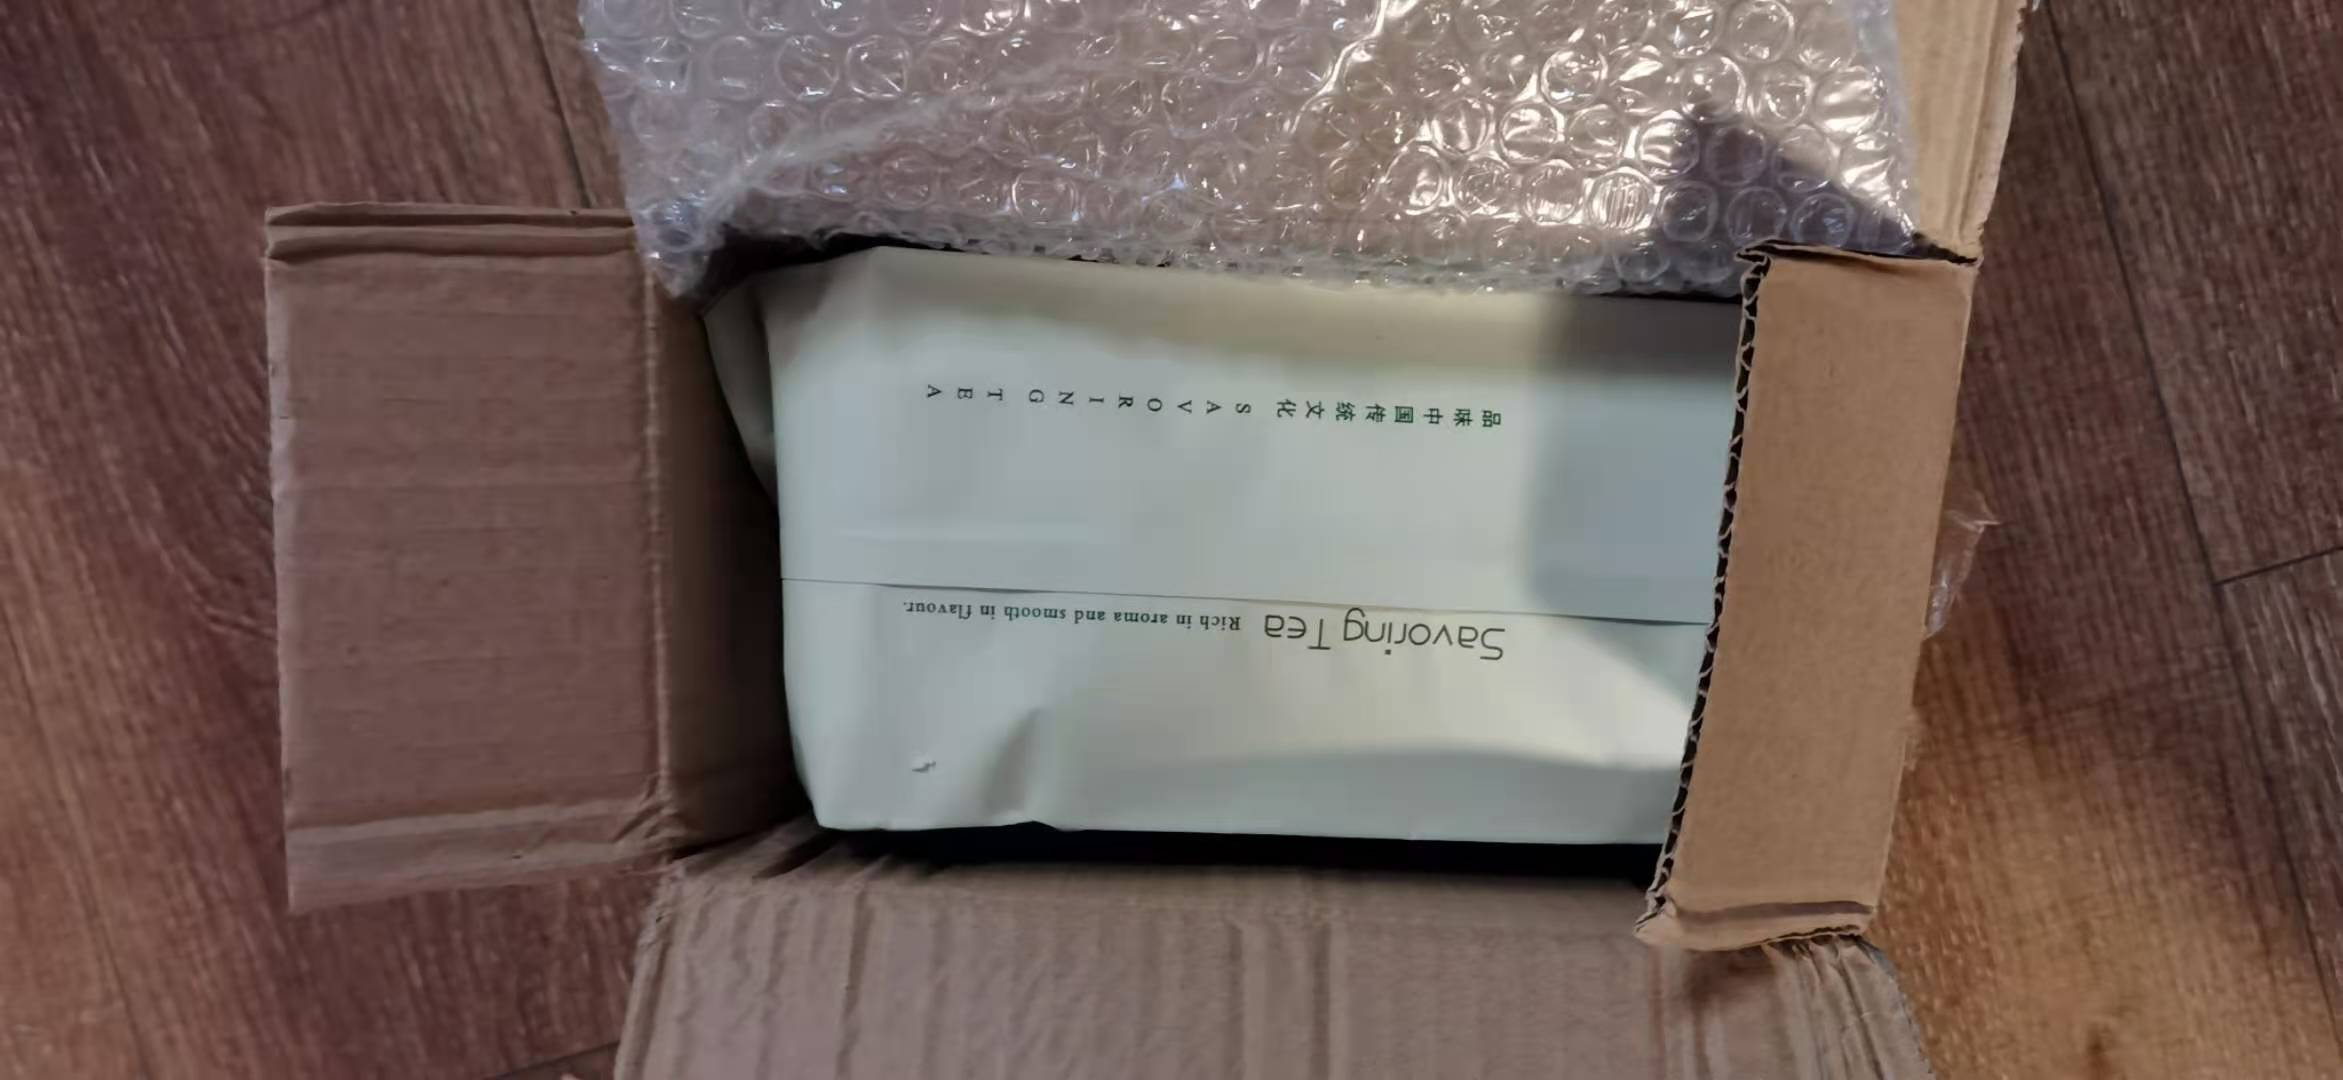 Savoring Tea Rich in aroma and smooth in flavour.
品味中国传统文化 SAVORING TEA